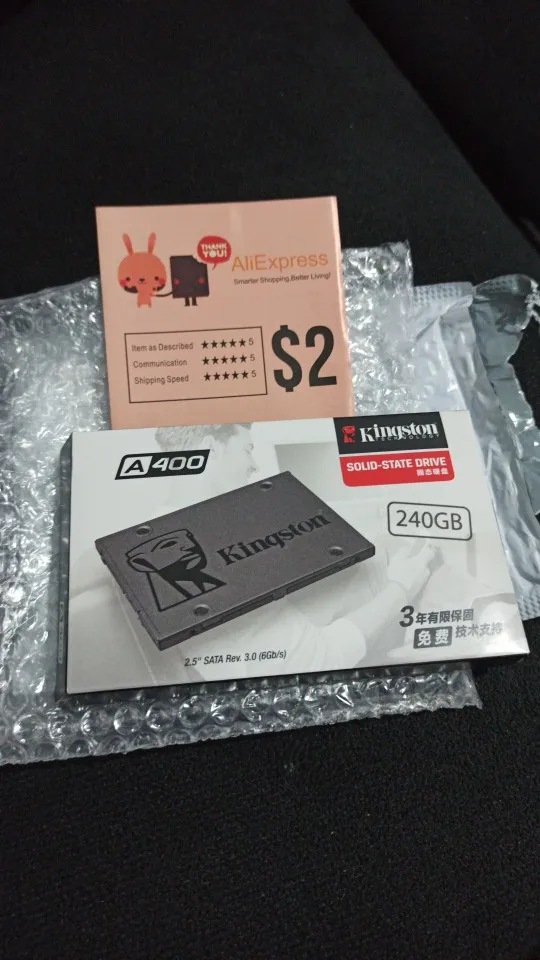 THANK
YOU!
AliExpress
Smarter Shopping,Better Living!
Item as Described ★★★★★ 5
Communication ★★★★★ 5
Shipping Speed ★★★★★ 5
$2
A400
Kingston
TECHNOLOGY
SOLID-STATE DRIVE
固态硬盘
240GB
Kingston
3年有限保固
免费 技术支持
2.5" SATA Rev. 3.0 (6Gb/s)